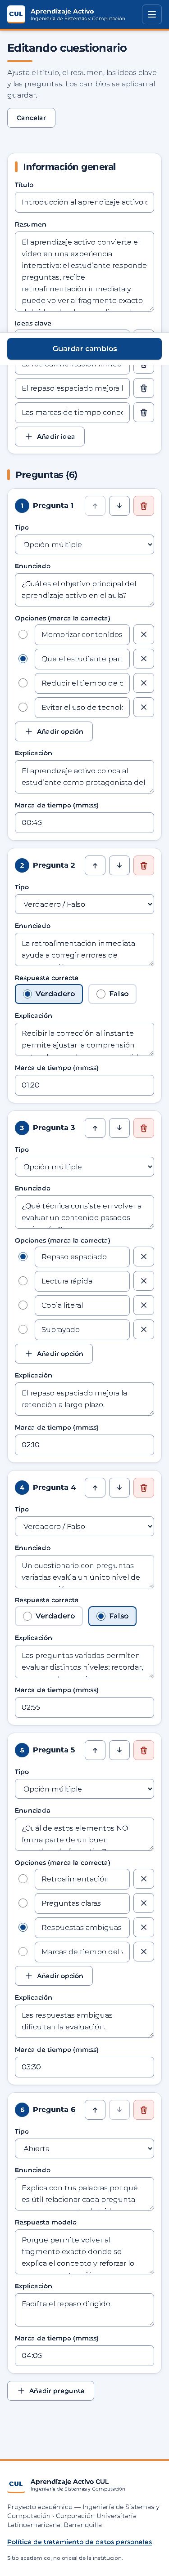 CUL
Aprendizaje Activo
Ingeniería de Sistemas y Computación
Editando cuestionario
Ajusta el título, el resumen, las ideas clave
y las preguntas. Los cambios se aplican al
guardar.
Cancelar
Información general
Título
Introducción al aprendizaje activo
Resumen
El aprendizaje activo convierte el
video en una experiencia
interactiva: el estudiante responde
preguntas, recibe
retroalimentación inmediata y
puede volver al fragmento exacto
Ideas clave
Guardar cambios
El repaso espaciado mejora l
Las marcas de tiempo conec
Añadir idea
Preguntas (6)
1
Pregunta 1
Tipo
Opción múltiple
Enunciado
¿Cuál es el objetivo principal del
aprendizaje activo en el aula?
Opciones (marca la correcta)
Memorizar contenidos
Que el estudiante part
Reducir el tiempo de c
Evitar el uso de tecnolo
Añadir opción
Explicación
El aprendizaje activo coloca al
estudiante como protagonista del
Marca de tiempo (mm:ss)
00:45
2
Pregunta 2
Tipo
Verdadero / Falso
Enunciado
La retroalimentación inmediata
ayuda a corregir errores de
Respuesta correcta
Verdadero
Falso
Explicación
Recibir la corrección al instante
permite ajustar la comprensión
Marca de tiempo (mm:ss)
01:20
3
Pregunta 3
Tipo
Opción múltiple
Enunciado
¿Qué técnica consiste en volver a
evaluar un contenido pasados
Opciones (marca la correcta)
Repaso espaciado
Lectura rápida
Copia literal
Subrayado
Añadir opción
Explicación
El repaso espaciado mejora la
retención a largo plazo.
Marca de tiempo (mm:ss)
02:10
4
Pregunta 4
Tipo
Verdadero / Falso
Enunciado
Un cuestionario con preguntas
variadas evalúa un único nivel de
Respuesta correcta
Verdadero
Falso
Explicación
Las preguntas variadas permiten
evaluar distintos niveles: recordar,
Marca de tiempo (mm:ss)
02:55
5
Pregunta 5
Tipo
Opción múltiple
Enunciado
¿Cuál de estos elementos NO
forma parte de un buen
Opciones (marca la correcta)
Retroalimentación
Preguntas claras
Respuestas ambiguas
Marcas de tiempo del v
Añadir opción
Explicación
Las respuestas ambiguas
dificultan la evaluación.
Marca de tiempo (mm:ss)
03:30
6
Pregunta 6
Tipo
Abierta
Enunciado
Explica con tus palabras por qué
es útil relacionar cada pregunta
Respuesta modelo
Porque permite volver al
fragmento exacto donde se
explica el concepto y reforzar lo
Explicación
Facilita el repaso dirigido.
Marca de tiempo (mm:ss)
04:05
Añadir pregunta
CUL
Aprendizaje Activo CUL
Ingeniería de Sistemas y Computación
Proyecto académico — Ingeniería de Sistemas y
Computación · Corporación Universitaria
Latinoamericana, Barranquilla
Política de tratamiento de datos personales
Sitio académico, no oficial de la institución.